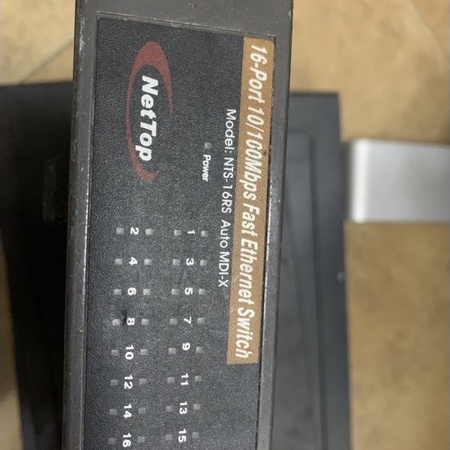 NetTop
16-Port 10/100Mbps Fast Ethernet Switch
Model: NTS-16RS Auto MDI-X
Power
1 3 5 7 9 11 13 15
2 4 6 8 10 12 14 16